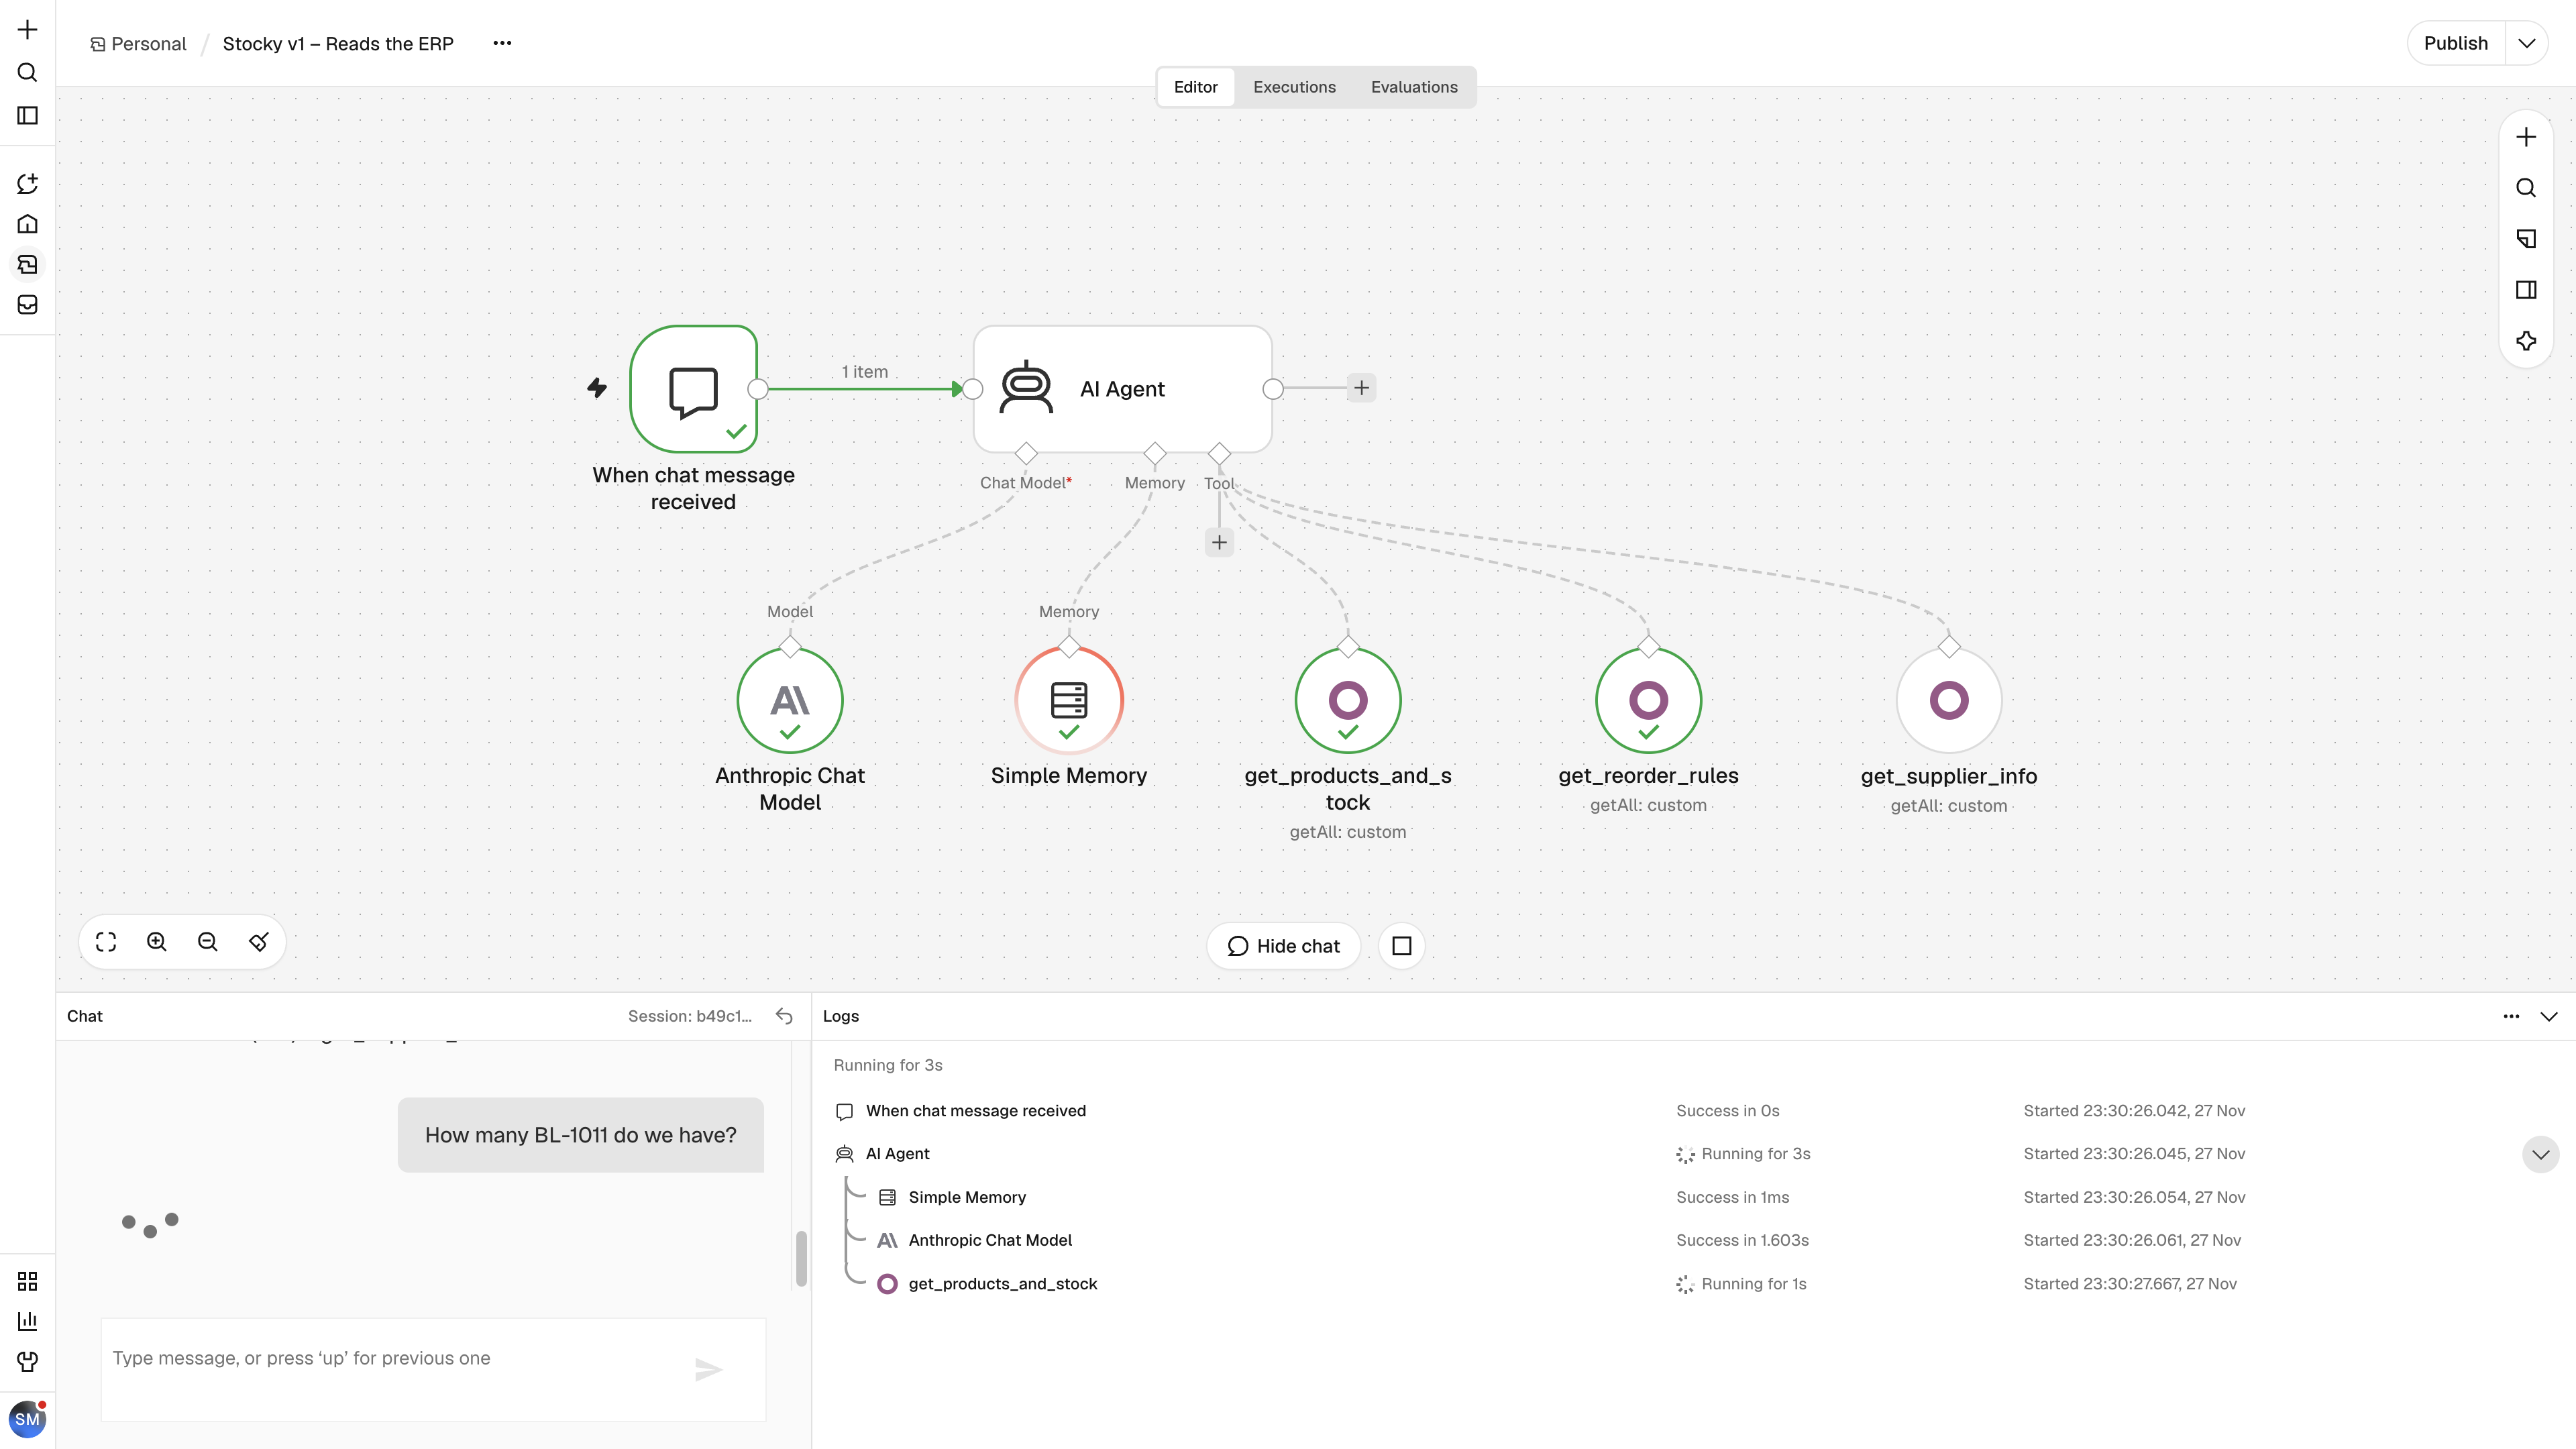 Personal / Stocky v1 – Reads the ERP
Publish
Editor
Executions
Evaluations
1 item
AI Agent
When chat message
received
Chat Model*
Memory
Tool
Model
Memory
Anthropic Chat
Model
Simple Memory
get_products_and_s
tock
getAll: custom
get_reorder_rules
getAll: custom
get_supplier_info
getAll: custom
Hide chat
Chat
Session: b49c1...
How many BL-1011 do we have?
Type message, or press ‘up’ for previous one
Logs
Running for 3s
When chat message received Success in 0s Started 23:30:26.042, 27 Nov
AI Agent Running for 3s Started 23:30:26.045, 27 Nov
Simple Memory Success in 1ms Started 23:30:26.054, 27 Nov
Anthropic Chat Model Success in 1.603s Started 23:30:26.061, 27 Nov
get_products_and_stock Running for 1s Started 23:30:27.667, 27 Nov
SM